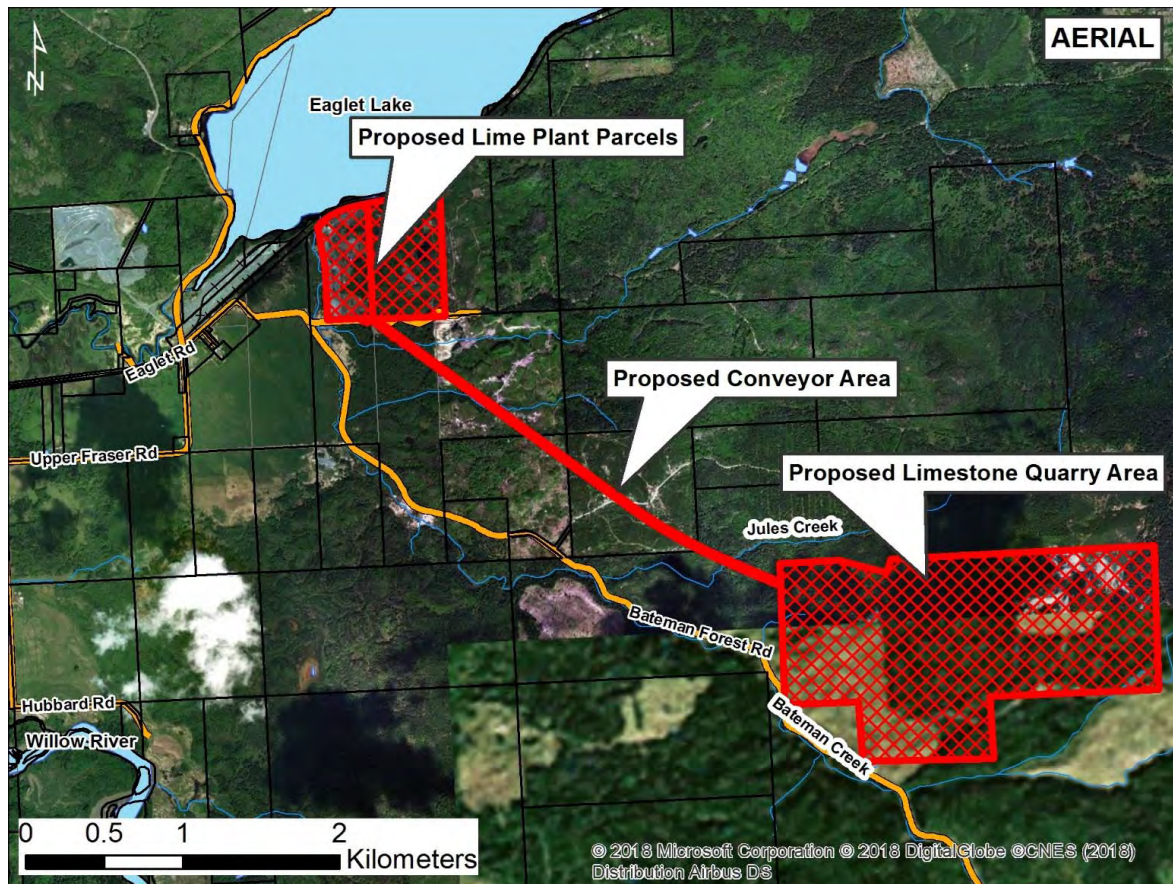 AERIAL
N
Eaglet Lake
Proposed Lime Plant Parcels
Eaglet Rd
Proposed Conveyor Area
Upper Fraser Rd
Proposed Limestone Quarry Area
Jules Creek
Bateman Forest Rd
Hubbard Rd
Willow River
Bateman Creek
0 0.5 1 2
Kilometers
© 2018 Microsoft Corporation © 2018 DigitalGlobe ©CNES (2018)
Distribution Airbus DS